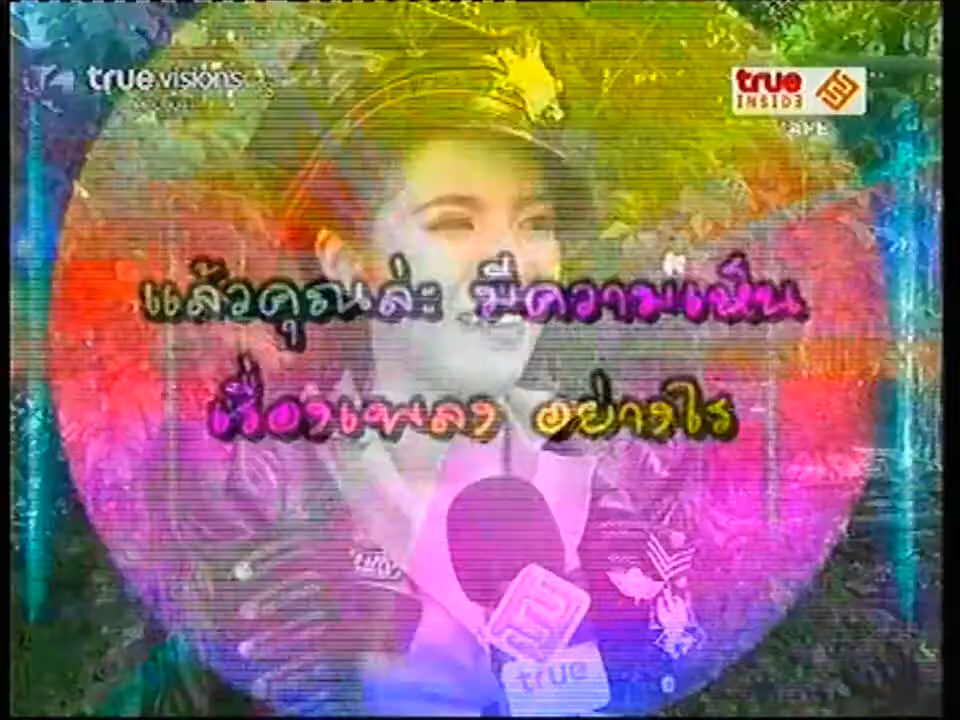 true visions
true
INSIDE
แล้วคุณล่ะ มีความเห็น
เรื่องเพลง อย่างไร
true